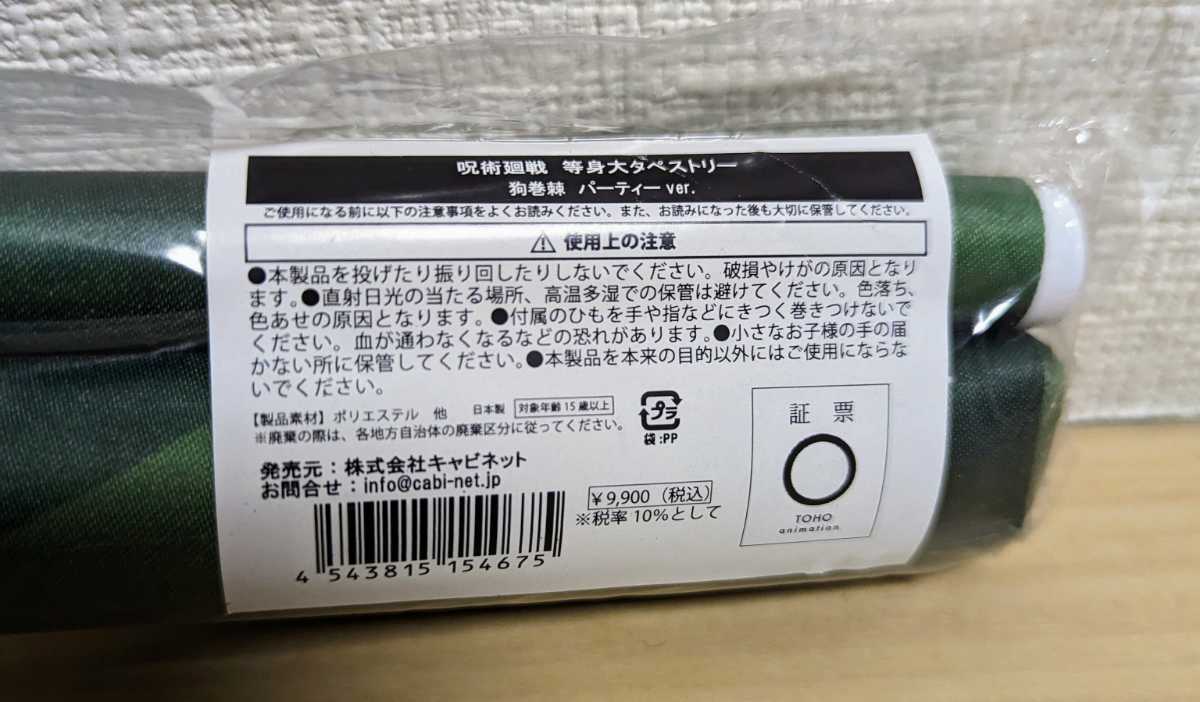 呪術廻戦 等身大タペストリー
狗巻棘 パーティーver.
ご使用になる前に以下の注意事項をよくお読みください。また、お読みになった後も大切に保管してください。
⚠ 使用上の注意
●本製品を投げたり振り回したりしないでください。破損やけがの原因となり
ます。●直射日光の当たる場所、高温多湿での保管は避けてください。色落ち、
色あせの原因となります。●付属のひもを手や指などにきつく巻きつけないで
ください。血が通わなくなるなどの恐れがあります。●小さなお子様の手の届
かない所に保管してください。●本製品を本来の目的以外にはご使用にならな
いでください。
【製品素材】ポリエステル 他 日本製 対象年齢15歳以上
※廃棄の際は、各地方自治体の廃棄区分に従ってください。
プラ
袋:PP
発売元:株式会社キャビネット
お問合せ:info@cabi-net.jp
¥9,900(税込)
※税率10%として
4 543815 154675
証票
TOHO
animation